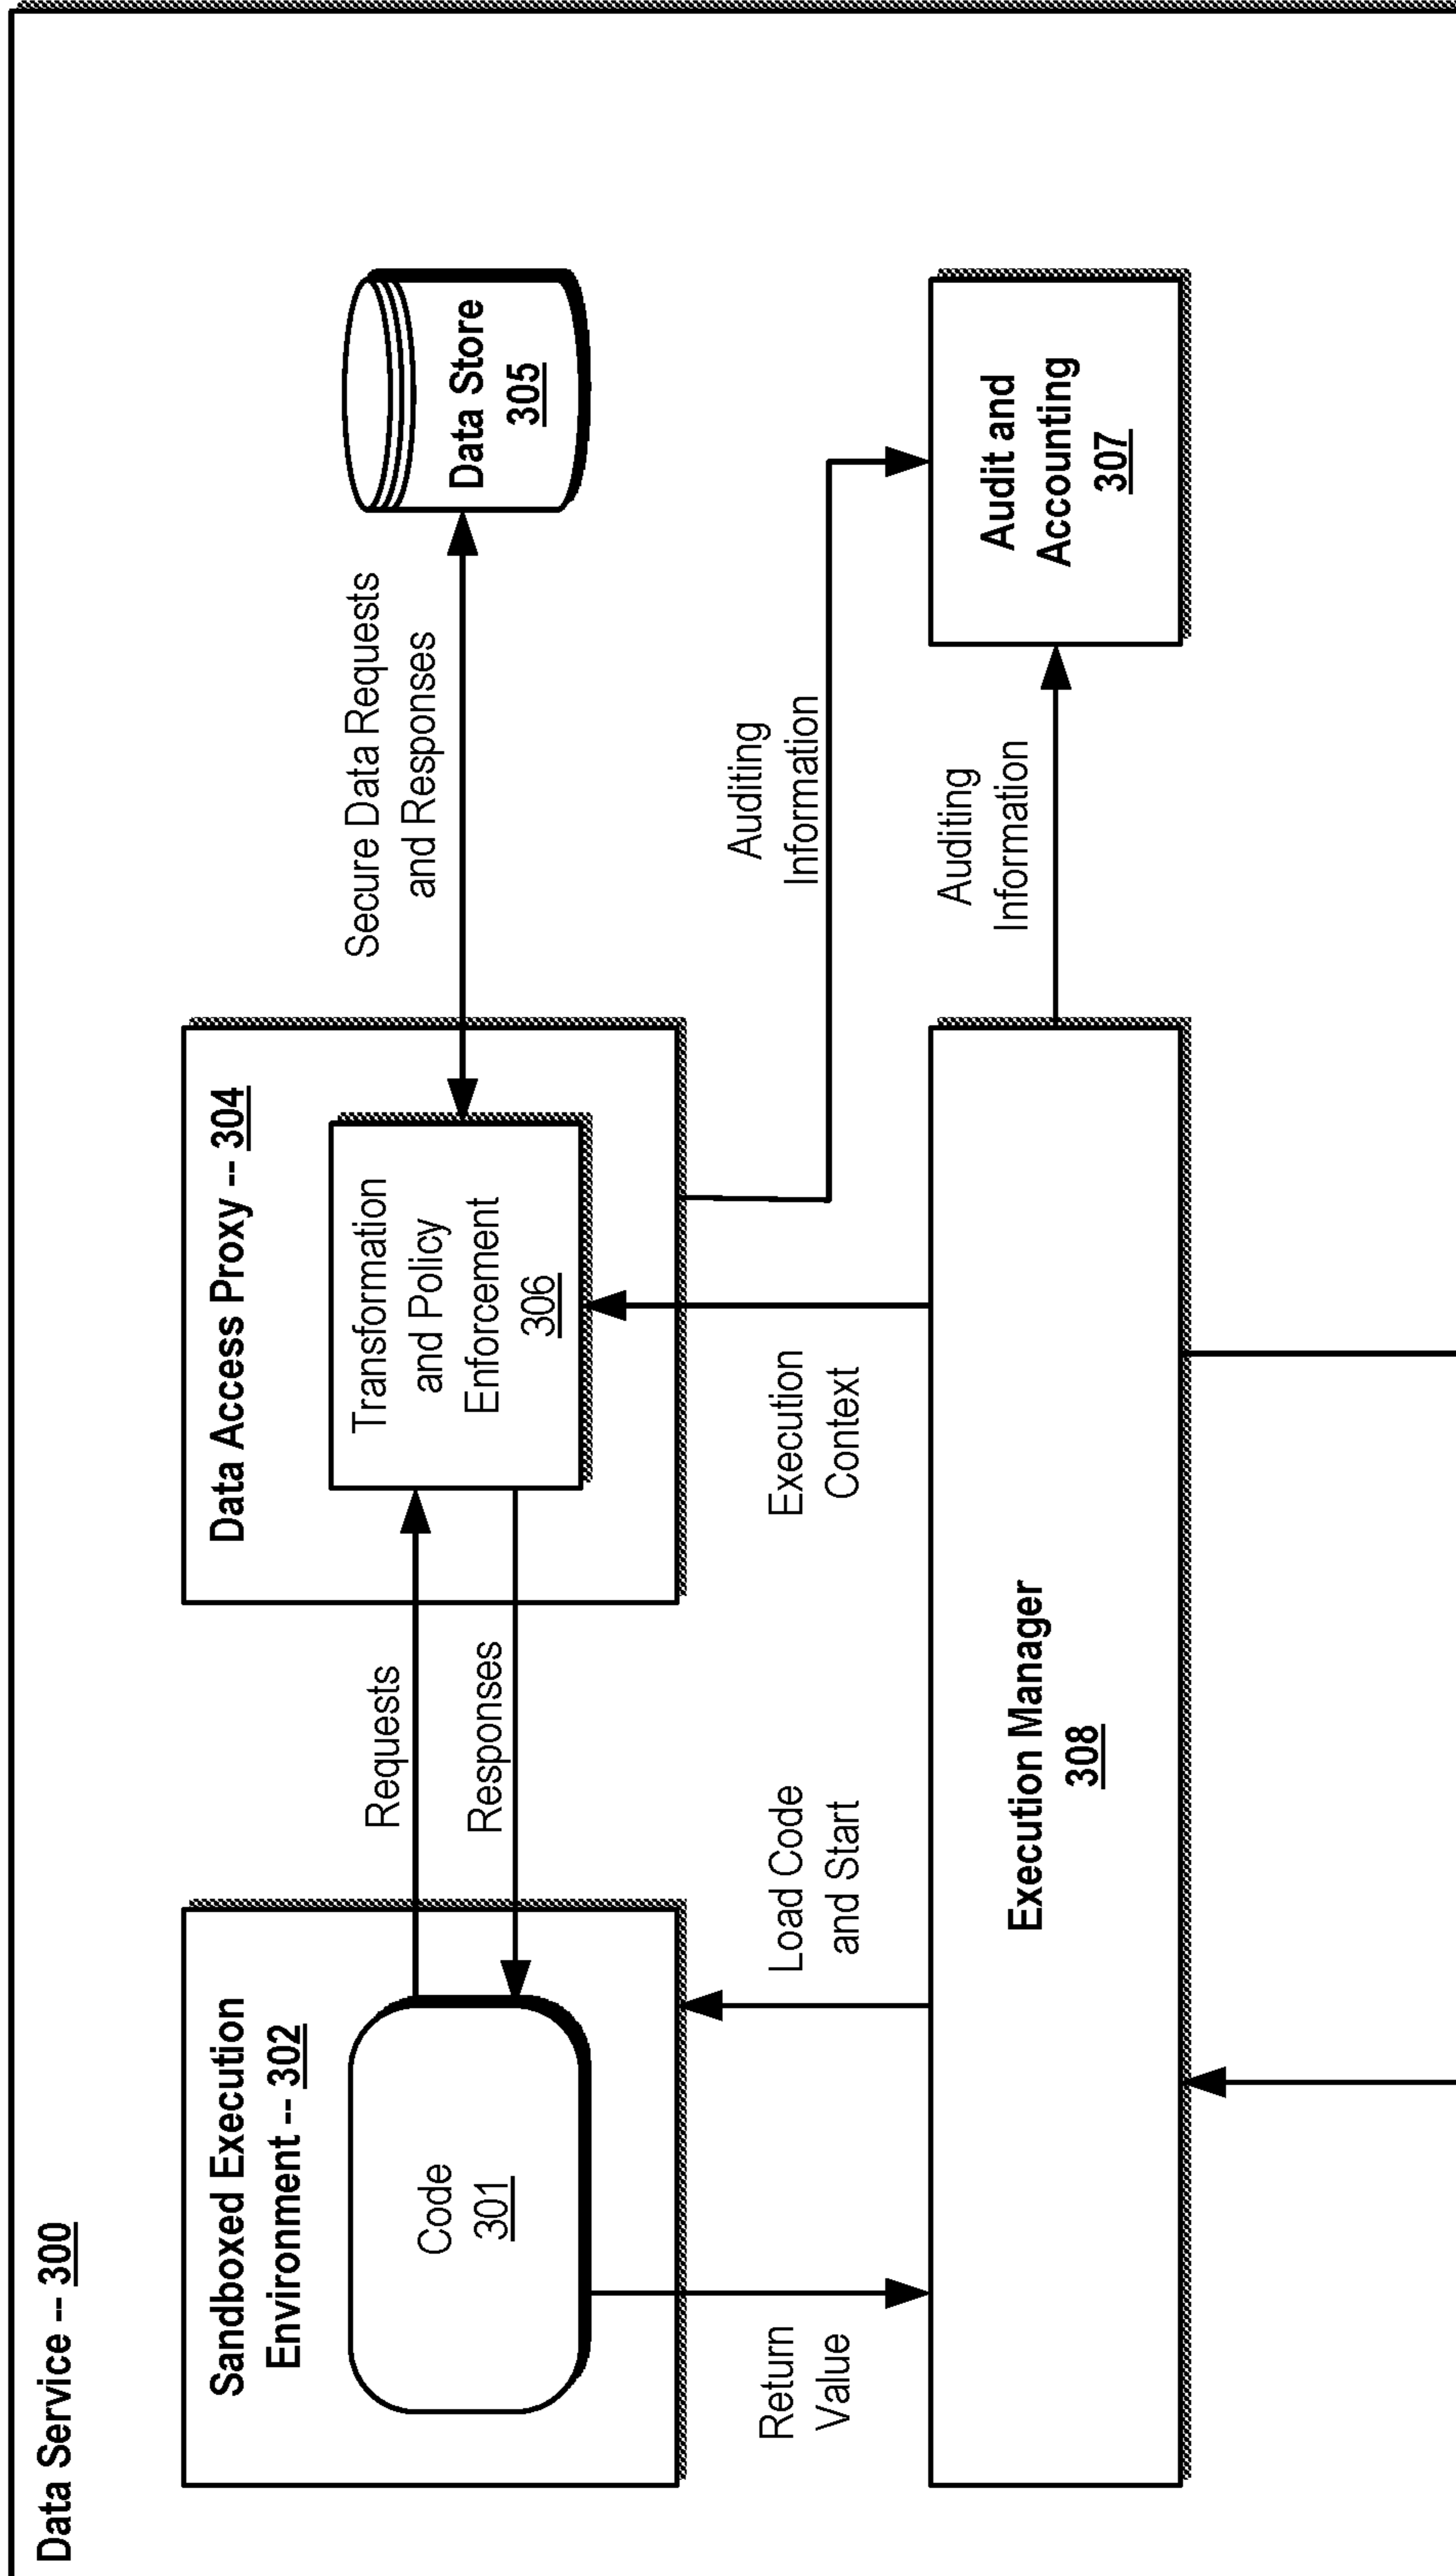 Data Service -- 300
Sandboxed Execution
Environment -- 302
Code
301
Requests
Responses
Data Access Proxy -- 304
Transformation
and Policy
Enforcement
306
Secure Data Requests
and Responses
Data Store
305
Return
Value
Load Code
and Start
Execution
Context
Auditing
Information
Execution Manager
308
Auditing
Information
Audit and
Accounting
307